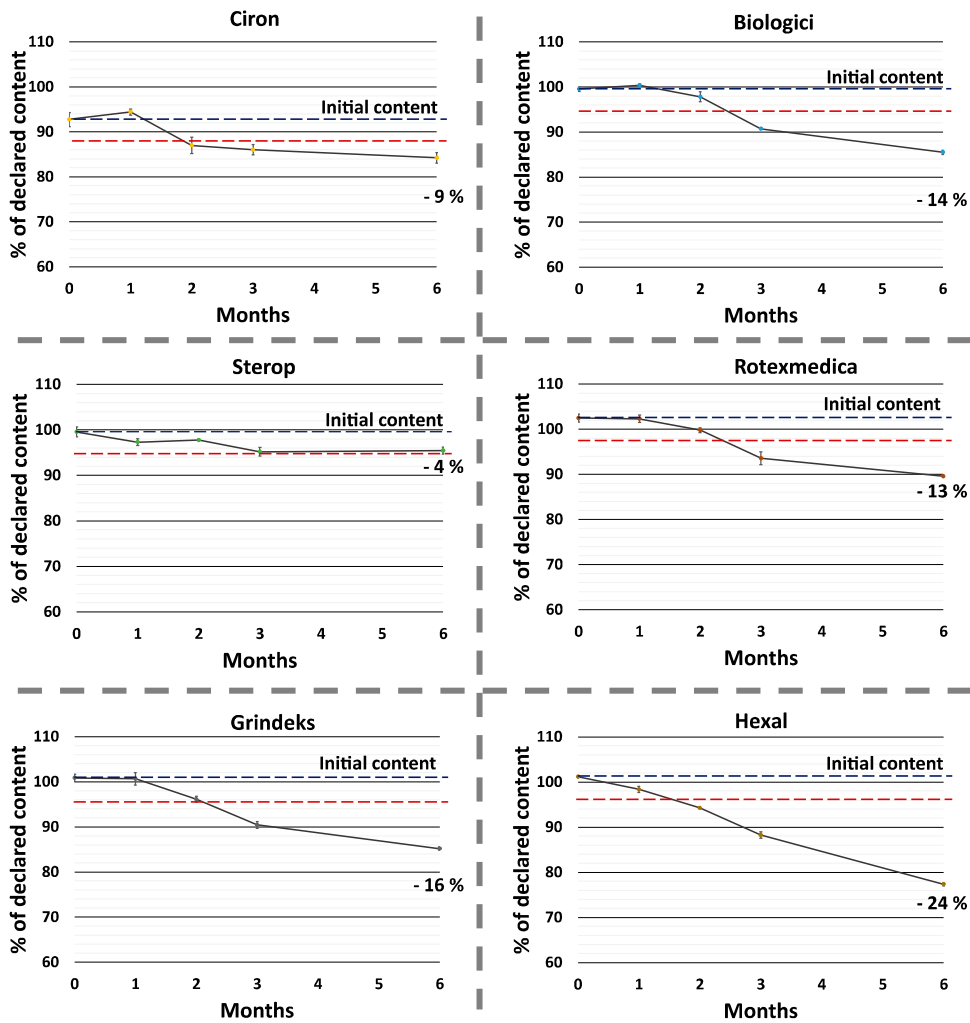 Ciron
% of declared content
110
100
90
80
70
60
Initial content
- 9 %
0 1 2 3 4 5 6
Months
Biologici
% of declared content
110
100
90
80
70
60
Initial content
- 14 %
0 1 2 3 4 5 6
Months
Sterop
% of declared content
110
100
90
80
70
60
Initial content
- 4 %
0 1 2 3 4 5 6
Months
Rotexmedica
% of declared content
110
100
90
80
70
60
Initial content
- 13 %
0 1 2 3 4 5 6
Months
Grindeks
% of declared content
110
100
90
80
70
60
Initial content
- 16 %
0 1 2 3 4 5 6
Months
Hexal
% of declared content
110
100
90
80
70
60
Initial content
- 24 %
0 1 2 3 4 5 6
Months